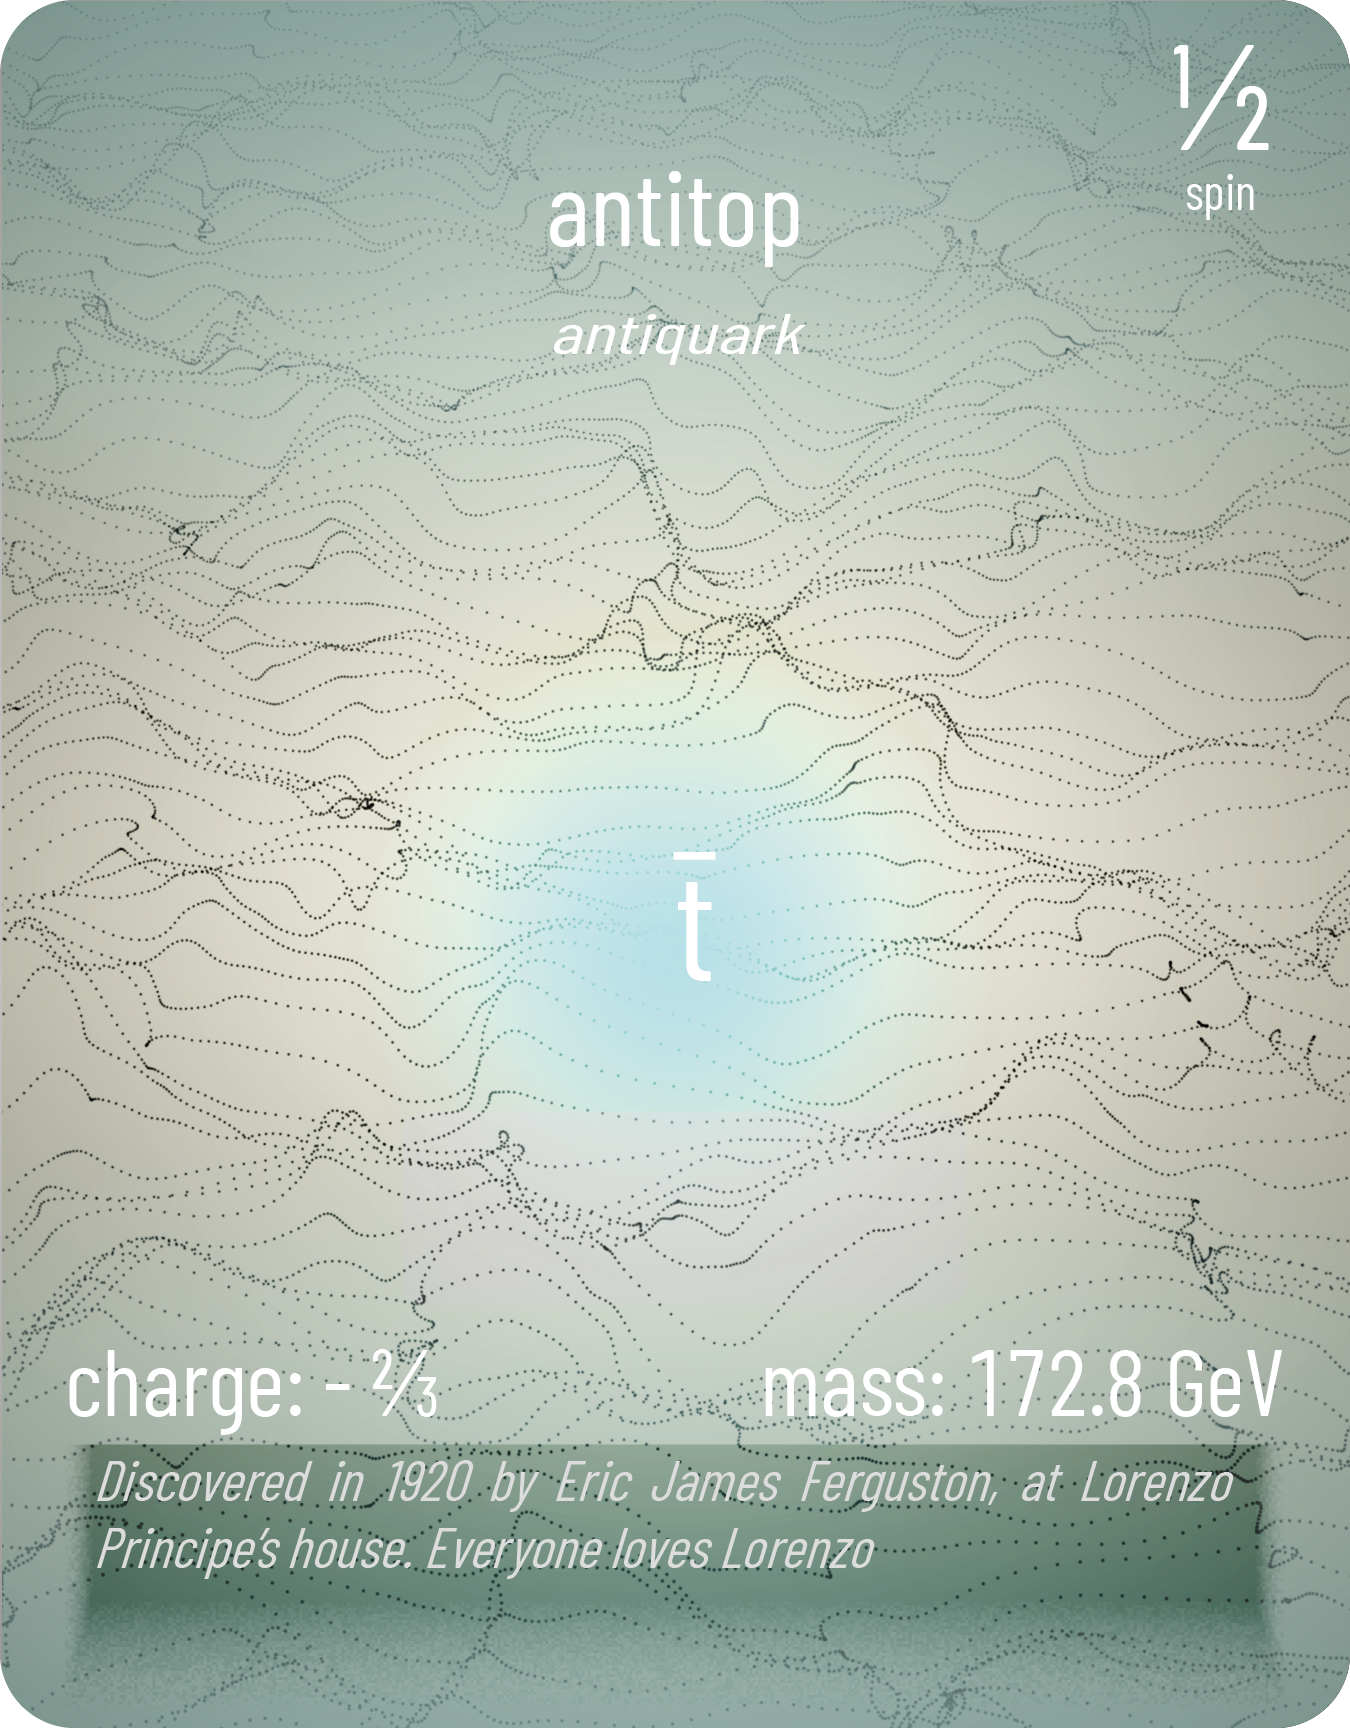 ½
spin
antitop
antiquark
t̄
charge: - ⅔
mass: 172.8 GeV
Discovered in 1920 by Eric James Ferguston, at Lorenzo
Principe's house. Everyone loves Lorenzo